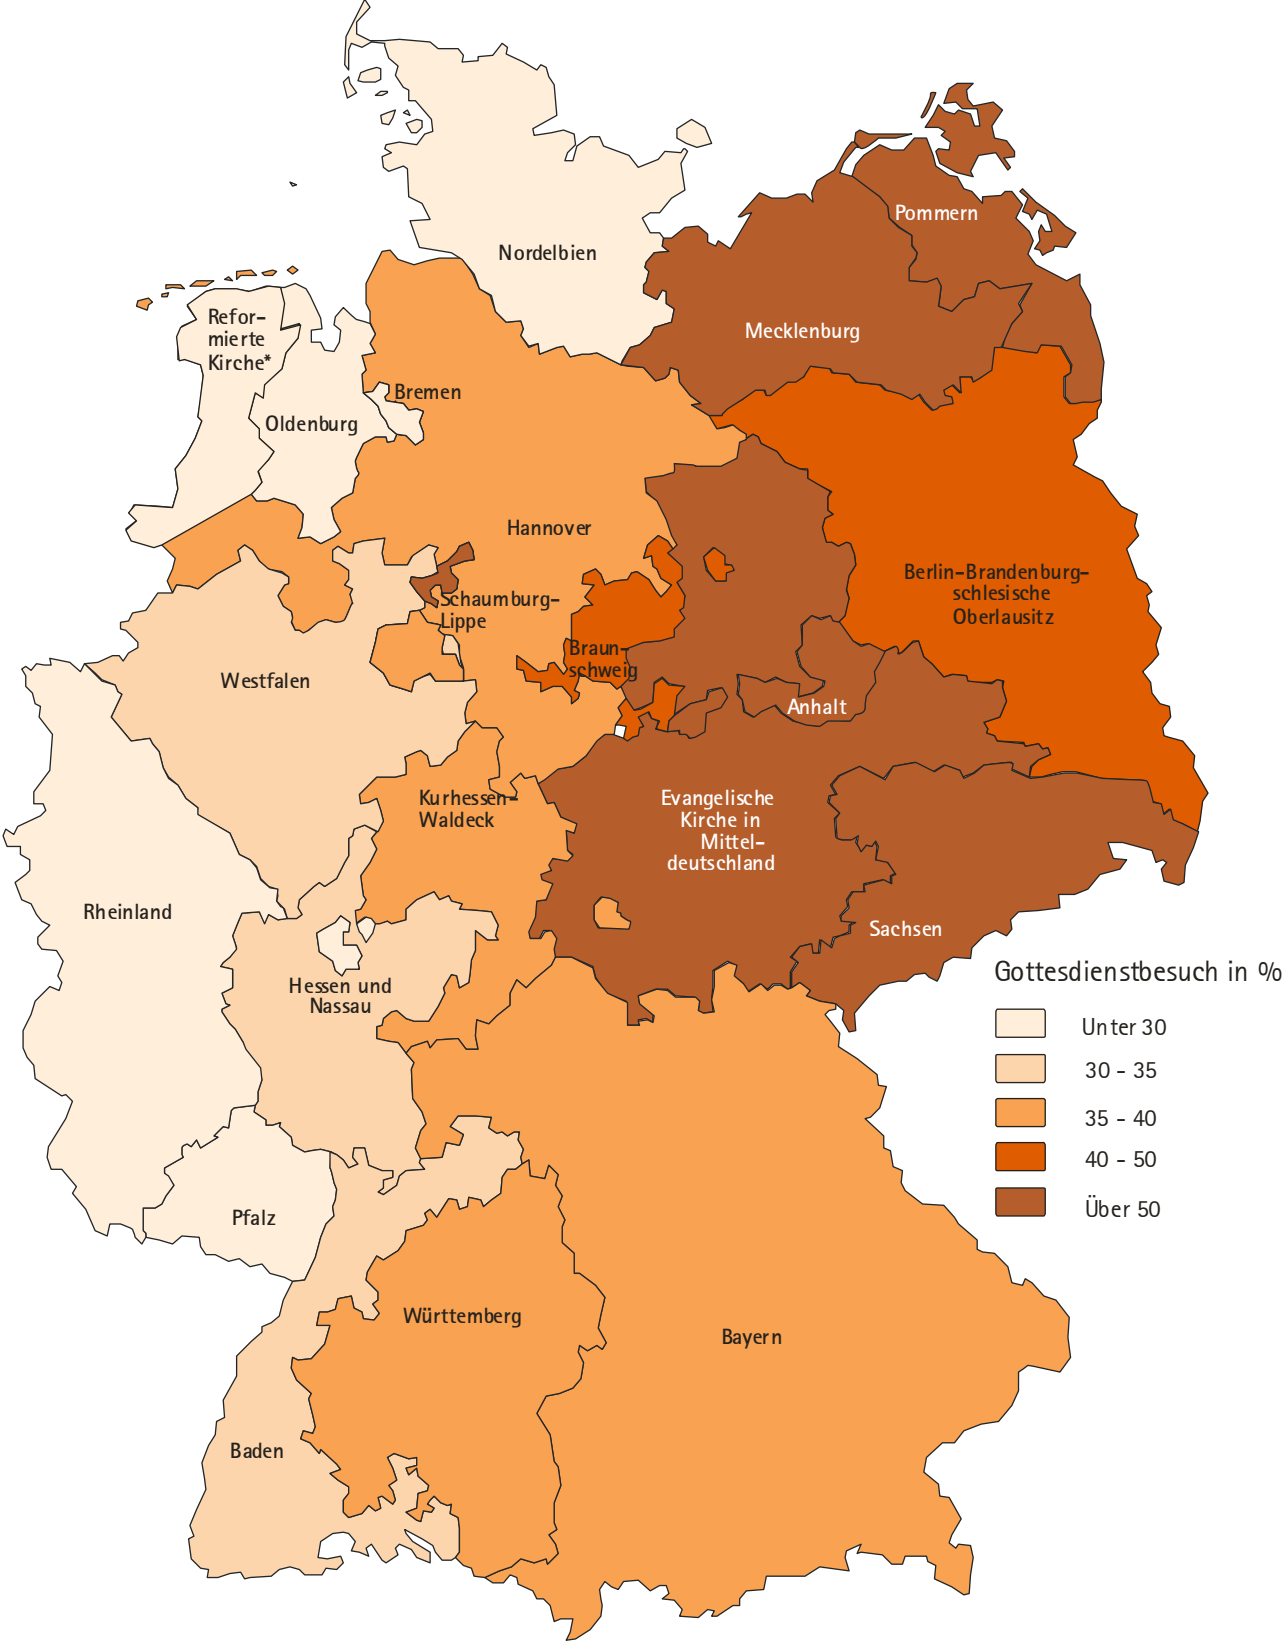 Pommern
Nordelbien
Refor-
mierte
Kirche*
Mecklenburg
Bremen
Oldenburg
Hannover
Berlin-Brandenburg-
schlesische
Oberlausitz
Schaumburg-
Lippe
Braun-
schweig
Westfalen
Anhalt
Kurhessen-
Waldeck
Evangelische
Kirche in
Mittel-
deutschland
Rheinland
Sachsen
Hessen und
Nassau
Gottesdienstbesuch in %
Unter 30
30 - 35
35 - 40
40 - 50
Über 50
Pfalz
Württemberg
Bayern
Baden